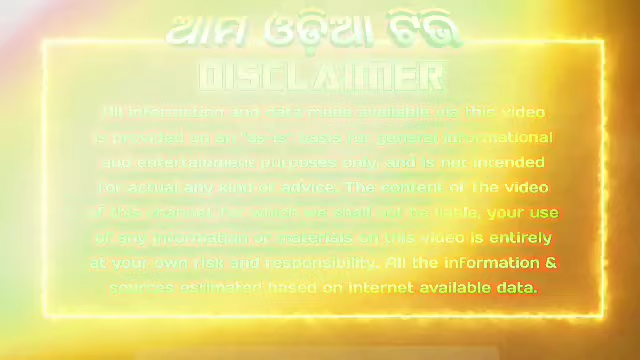 ଆମ ଓଡ଼ିଆ ଟିଭି
DISCLAIMER
All information and data made available via this video
is provided on an "as is" basis for general informational
and entertainment purposes only, and is not intended
for actual any kind of advice. The content of the video
of this channel for which we shall not be liable, your use
of any information or materials on this video is entirely
at your own risk and responsibility. All the information &
sources estimated based on internet available data.